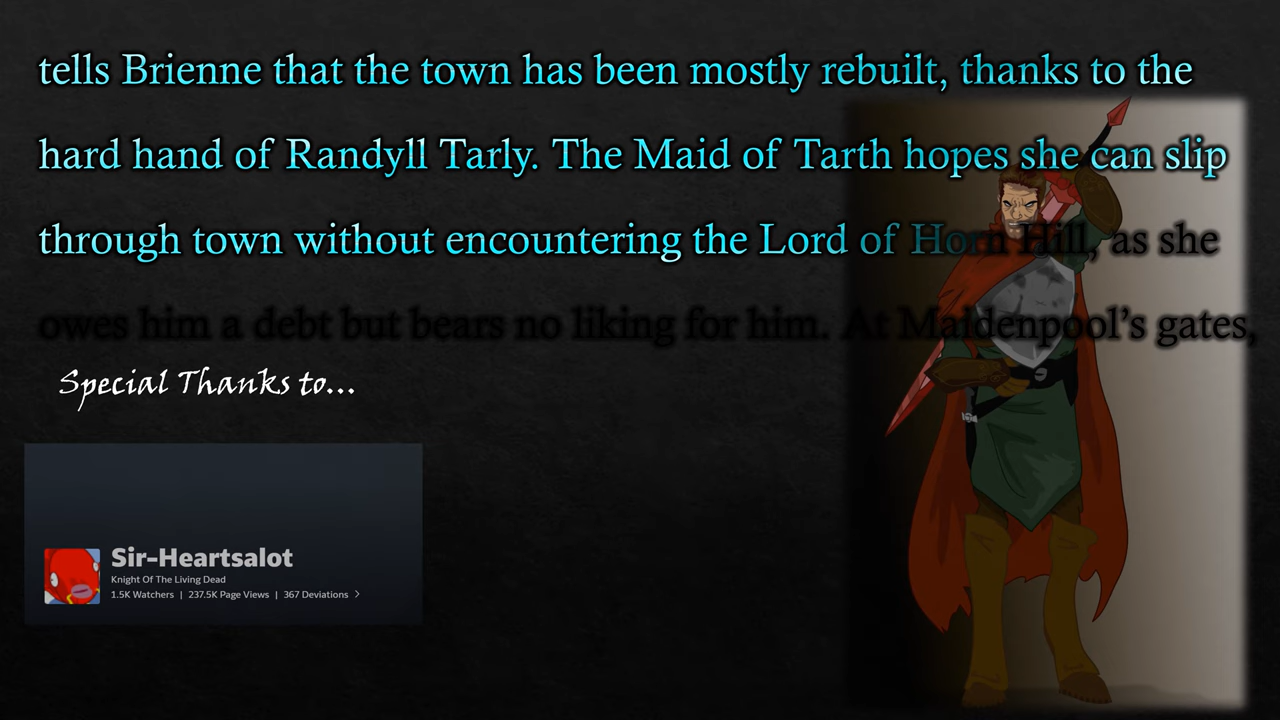 tells Brienne that the town has been mostly rebuilt, thanks to the
hard hand of Randyll Tarly. The Maid of Tarth hopes she can slip
through town without encountering the Lord of Horn Hill, as she
owes him a debt but bears no liking for him. At Maidenpool’s gates,
Special Thanks to...
Sir-Heartsalot
Knight Of The Living Dead
1.5K Watchers | 237.5K Page Views | 367 Deviations >